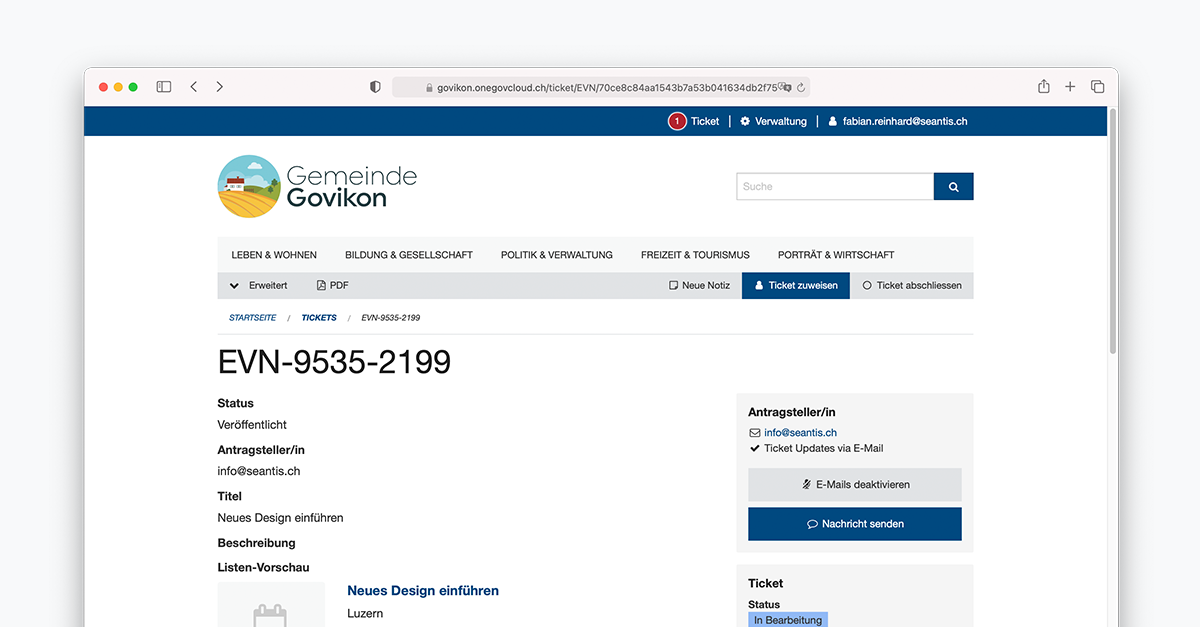 govikon.onegovcloud.ch/ticket/EVN/70ce8c84aa1543b7a53b041634db2f75
1 Ticket | Verwaltung | fabian.reinhard@seantis.ch
Gemeinde
Govikon
Suche
LEBEN & WOHNEN BILDUNG & GESELLSCHAFT POLITIK & VERWALTUNG FREIZEIT & TOURISMUS PORTRÄT & WIRTSCHAFT
Erweitert PDF Neue Notiz Ticket zuweisen Ticket abschliessen
STARTSEITE / TICKETS / EVN-9535-2199
EVN-9535-2199
Status
Veröffentlicht
Antragsteller/in
info@seantis.ch
Titel
Neues Design einführen
Beschreibung
Listen-Vorschau
Neues Design einführen
Luzern
Antragsteller/in
info@seantis.ch
Ticket Updates via E-Mail
E-Mails deaktivieren
Nachricht senden
Ticket
Status
In Bearbeitung